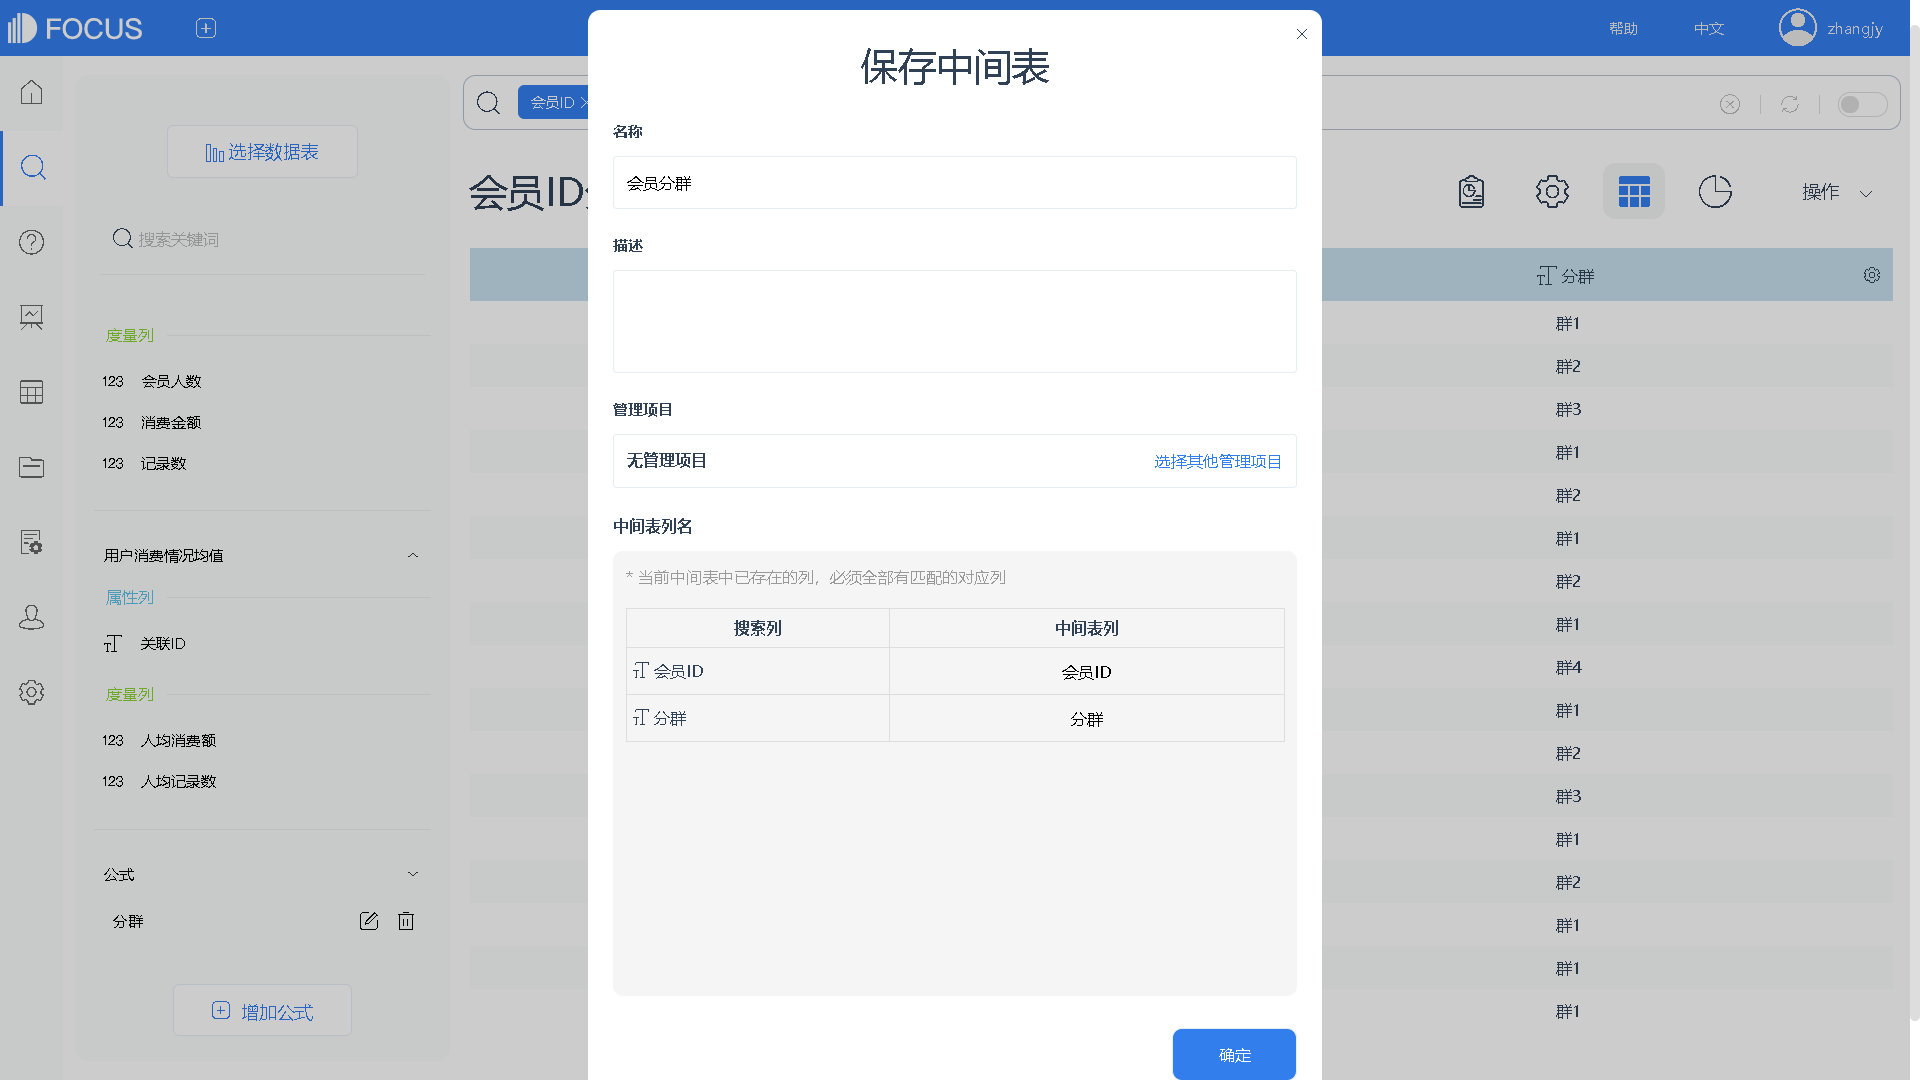 FOCUS
帮助
中文
zhangjy
选择数据表
搜索关键词
度量列
123 会员人数
123 消费金额
123 记录数
用户消费情况均值
属性列
关联ID
度量列
123 人均消费额
123 人均记录数
公式
分群
增加公式
会员ID
会员ID
操作
分群
群1
群2
群3
群1
群2
群1
群2
群1
群4
群1
群2
群3
群1
群2
群1
群1
群1
保存中间表
名称
会员分群
描述
管理项目
无管理项目 选择其他管理项目
中间表列名
* 当前中间表中已存在的列，必须全部有匹配的对应列
搜索列 中间表列
会员ID 会员ID
分群 分群
确定